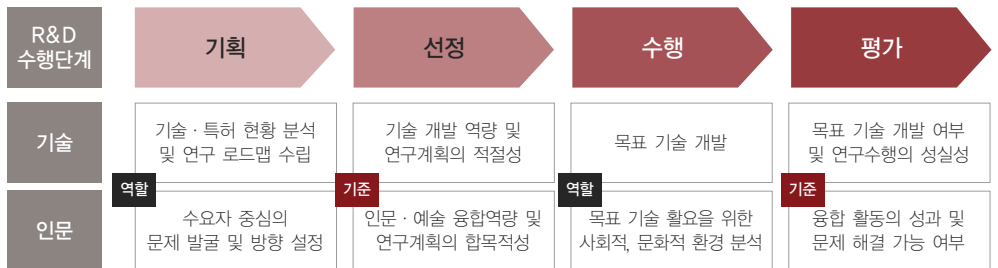 R&D
수행단계
기획
선정
수행
평가
기술
기술 · 특허 현황 분석
및 연구 로드맵 수립
기술 개발 역량 및
연구계획의 적절성
목표 기술 개발
목표 기술 개발 여부
및 연구수행의 성실성
역할
기준
역할
기준
인문
수요자 중심의
문제 발굴 및 방향 설정
인문 · 예술 융합역량 및
연구계획의 합목적성
목표 기술 활요을 위한
사회적, 문화적 환경 분석
융합 활동의 성과 및
문제 해결 가능 여부